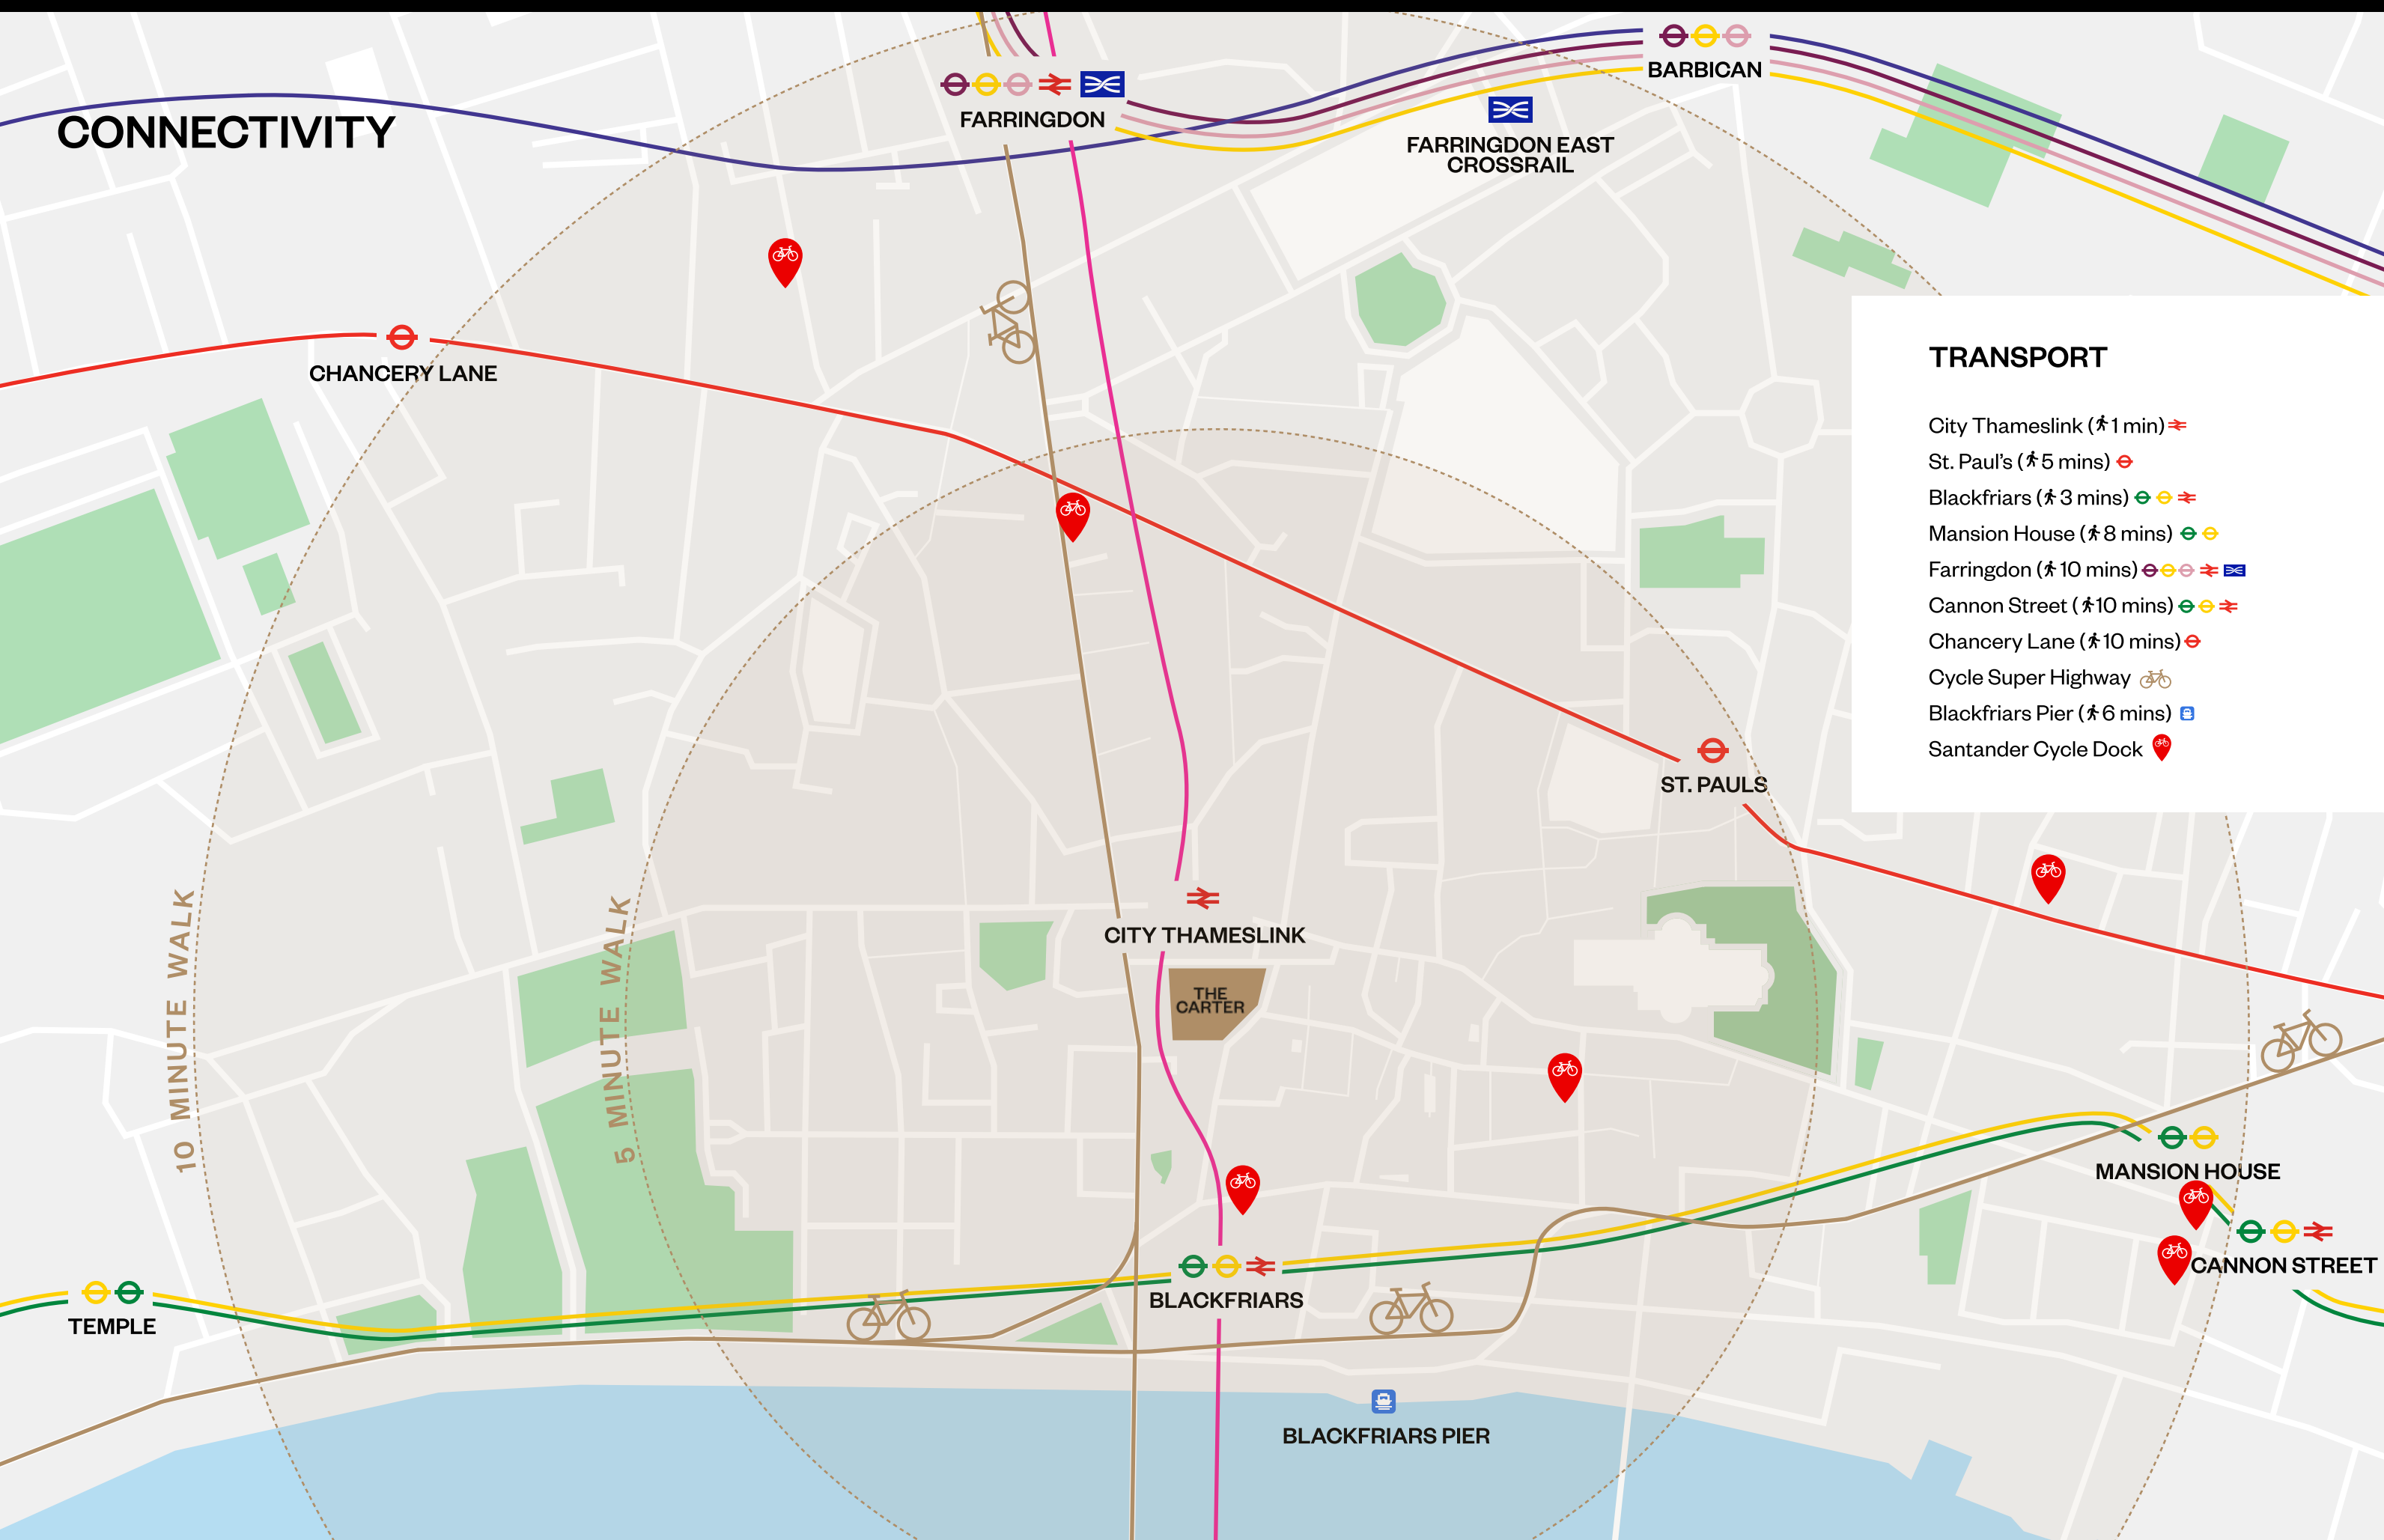 CONNECTIVITY
BARBICAN
FARRINGDON
FARRINGDON EAST
CROSSRAIL
CHANCERY LANE
TRANSPORT
City Thameslink (1 min)
St. Paul's (5 mins)
Blackfriars (3 mins)
Mansion House (8 mins)
Farringdon (10 mins)
Cannon Street (10 mins)
Chancery Lane (10 mins)
Cycle Super Highway
Blackfriars Pier (6 mins)
Santander Cycle Dock
ST. PAULS
10 MINUTE WALK
5 MINUTE WALK
CITY THAMESLINK
THE
CARTER
MANSION HOUSE
CANNON STREET
BLACKFRIARS
TEMPLE
BLACKFRIARS PIER